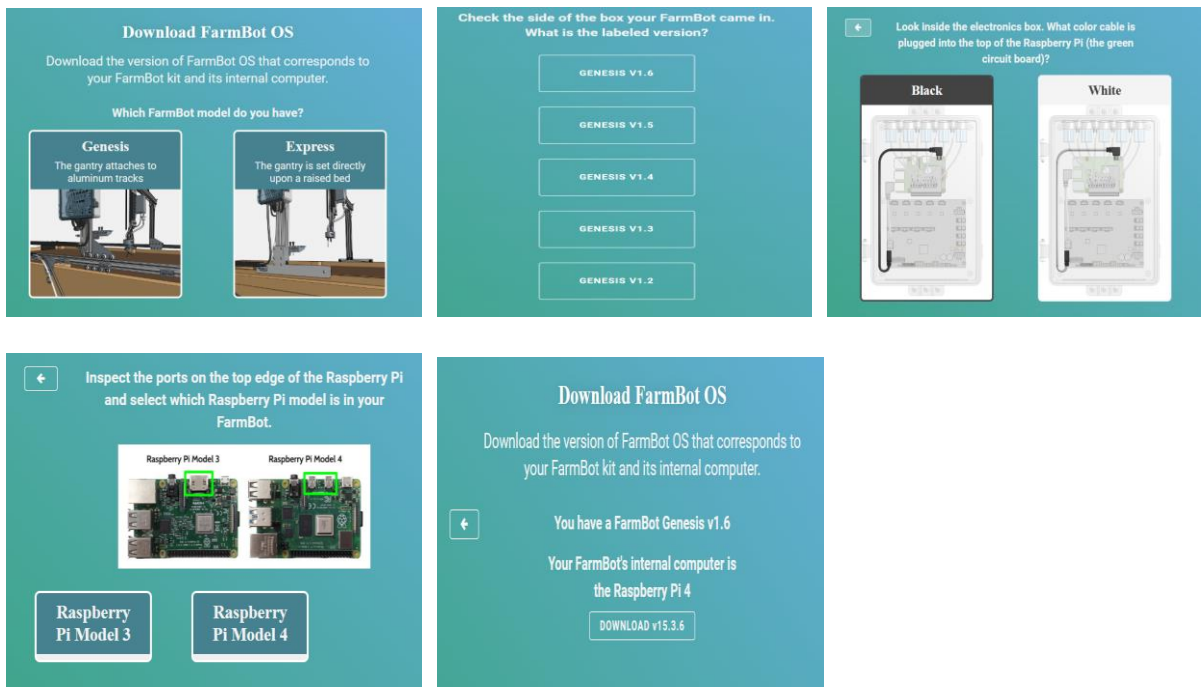 Download FarmBot OS
Download the version of FarmBot OS that corresponds to
your FarmBot kit and its internal computer.
Which FarmBot model do you have?
Genesis
The gantry attaches to
aluminum tracks
Express
The gantry is set directly
upon a raised bed
Check the side of the box your FarmBot came in.
What is the labeled version?
GENESIS V1.6
GENESIS V1.5
GENESIS V1.4
GENESIS V1.3
GENESIS V1.2
Look inside the electronics box. What color cable is
plugged into the top of the Raspberry Pi (the green
circuit board)?
Black
White
Inspect the ports on the top edge of the Raspberry Pi
and select which Raspberry Pi model is in your
FarmBot.
Raspberry Pi Model 3
Raspberry Pi Model 4
Raspberry
Pi Model 3
Raspberry
Pi Model 4
Download FarmBot OS
Download the version of FarmBot OS that corresponds to
your FarmBot kit and its internal computer.
You have a FarmBot Genesis v1.6
Your FarmBot's internal computer is
the Raspberry Pi 4
DOWNLOAD v15.3.6